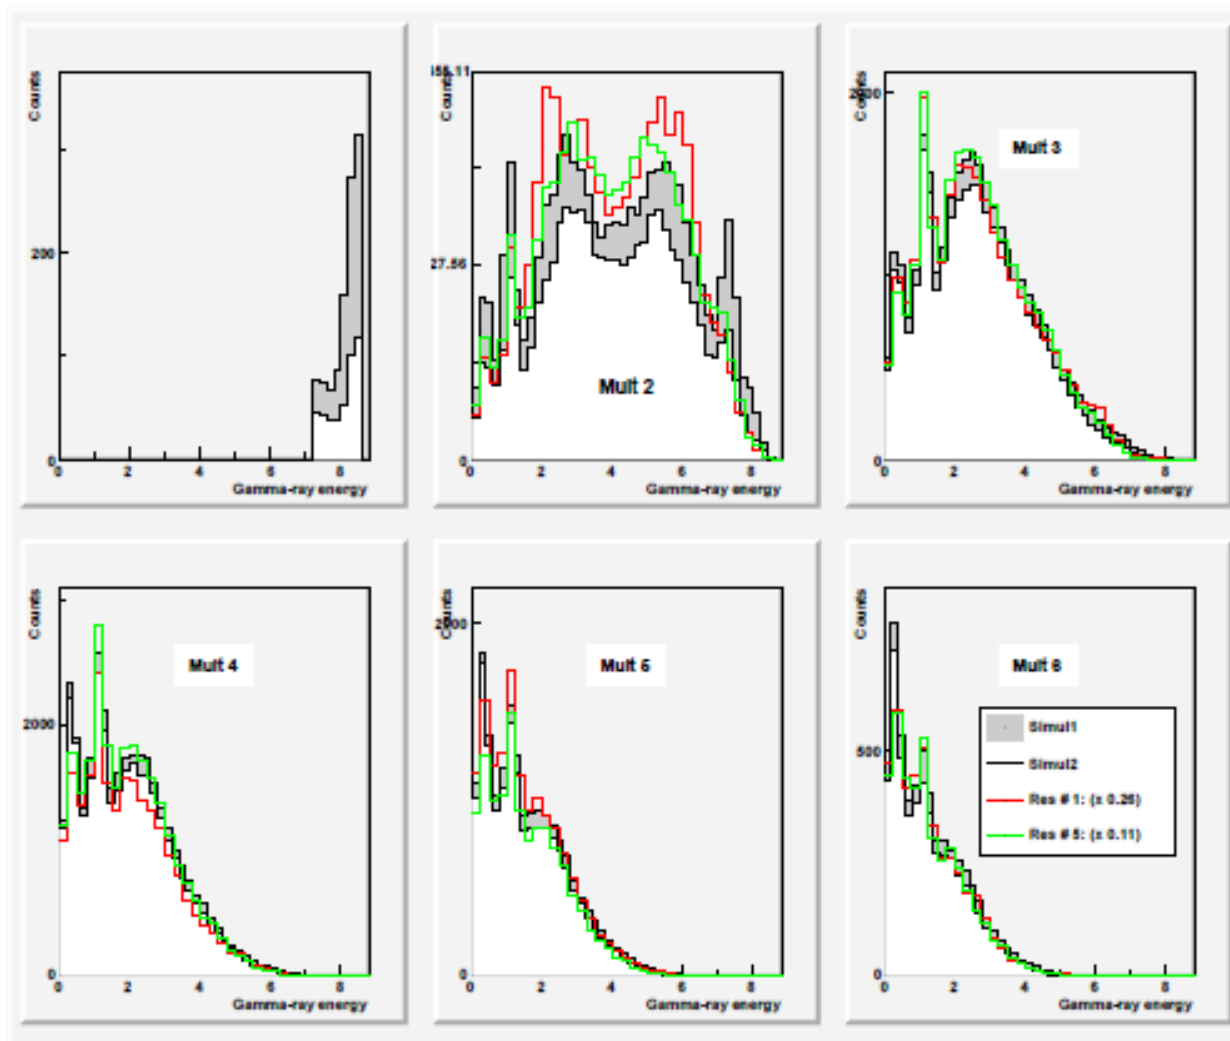 Counts
200
0
0 2 4 6 8
Gamma-ray energy
Counts
27.56
0
Mult 2
0 2 4 6 8
Gamma-ray energy
Counts
2000
0
Mult 3
0 2 4 6 8
Gamma-ray energy
Counts
2000
0
Mult 4
0 2 4 6 8
Gamma-ray energy
Counts
2000
0
Mult 5
0 2 4 6 8
Gamma-ray energy
Counts
500
0
Mult 6
Simul1
Simul2
Res # 1: (x 0.26)
Res # 5: (x 0.11)
0 2 4 6 8
Gamma-ray energy